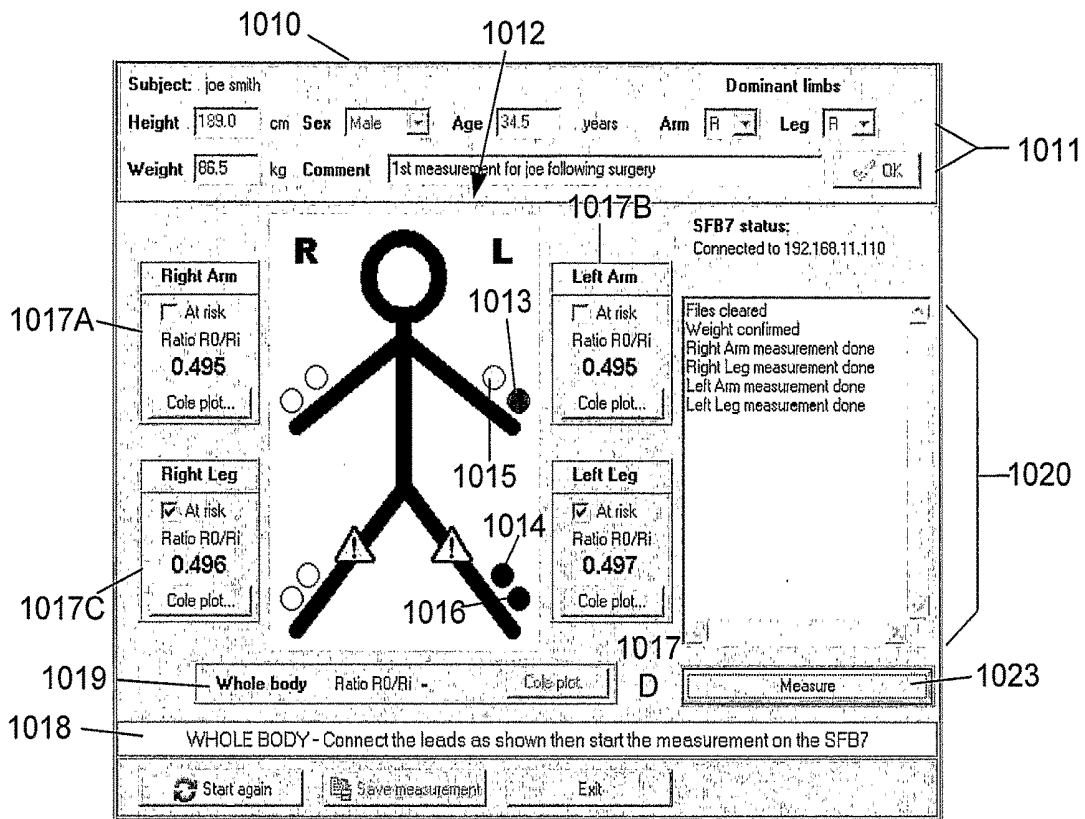 1010
1012
Subject: joe smith
Dominant limbs
Height 189.0 cm Sex Male Age 34.5 years Arm R Leg R
1011
Weight 86.5 kg Comment 1st measurement for joe following surgery OK
1017B
R L
SFB7 status:
Connected to 192.168.11.110
Right Arm
At risk
Ratio R0/Ri
0.495
Cole plot...
1017A
Left Arm
At risk
Ratio R0/Ri
0.495
Cole plot...
1013
1015
Files cleared
Weight confirmed
Right Arm measurement done
Right Leg measurement done
Left Arm measurement done
Left Leg measurement done
1020
Right Leg
At risk
Ratio R0/Ri
0.496
Cole plot...
1017C
! !
1014
1016
Left Leg
At risk
Ratio R0/Ri
0.497
Cole plot...
1017
D
1019
Whole body Ratio R0/Ri - Cole plot.
Measure
1023
1018
WHOLE BODY - Connect the leads as shown then start the measurement on the SFB7
Start again Save measurement Exit